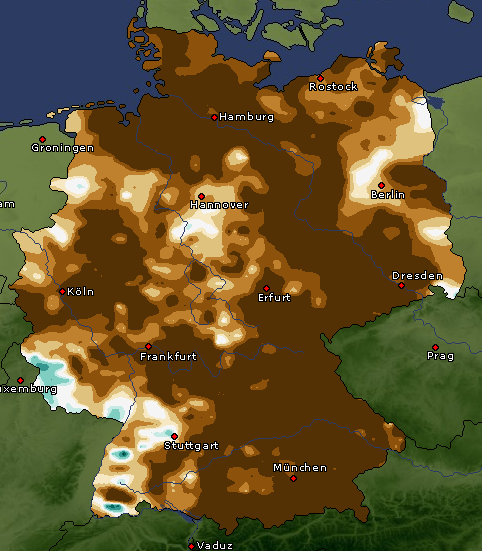 Rostock
Hamburg
Groningen
Berlin
am
Hannover
Dresden
Köln
Erfurt
Prag
Frankfurt
uxemburg
Stuttgart
München
Vaduz